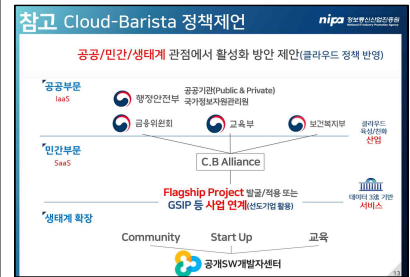 참고 Cloud-Barista 정책제언
nipa 정보통신산업진흥원
공공/민간/생태계 관점에서 활성화 방안 제안(클라우드 정책 반영)
공공부문
IaaS
행정안전부
공공기관(Public & Private)
국가정보자원관리원
금융위원회
교육부
보건복지부
클라우드
육성/진화
산업
민간부문
SaaS
C.B Alliance
Flagship Project 발굴/적용 또는
GSIP 등 사업 연계(선도기업 활용)
데이터 3법 기반
서비스
생태계 확장
Community
Start Up
교육
공개SW개발자센터
13